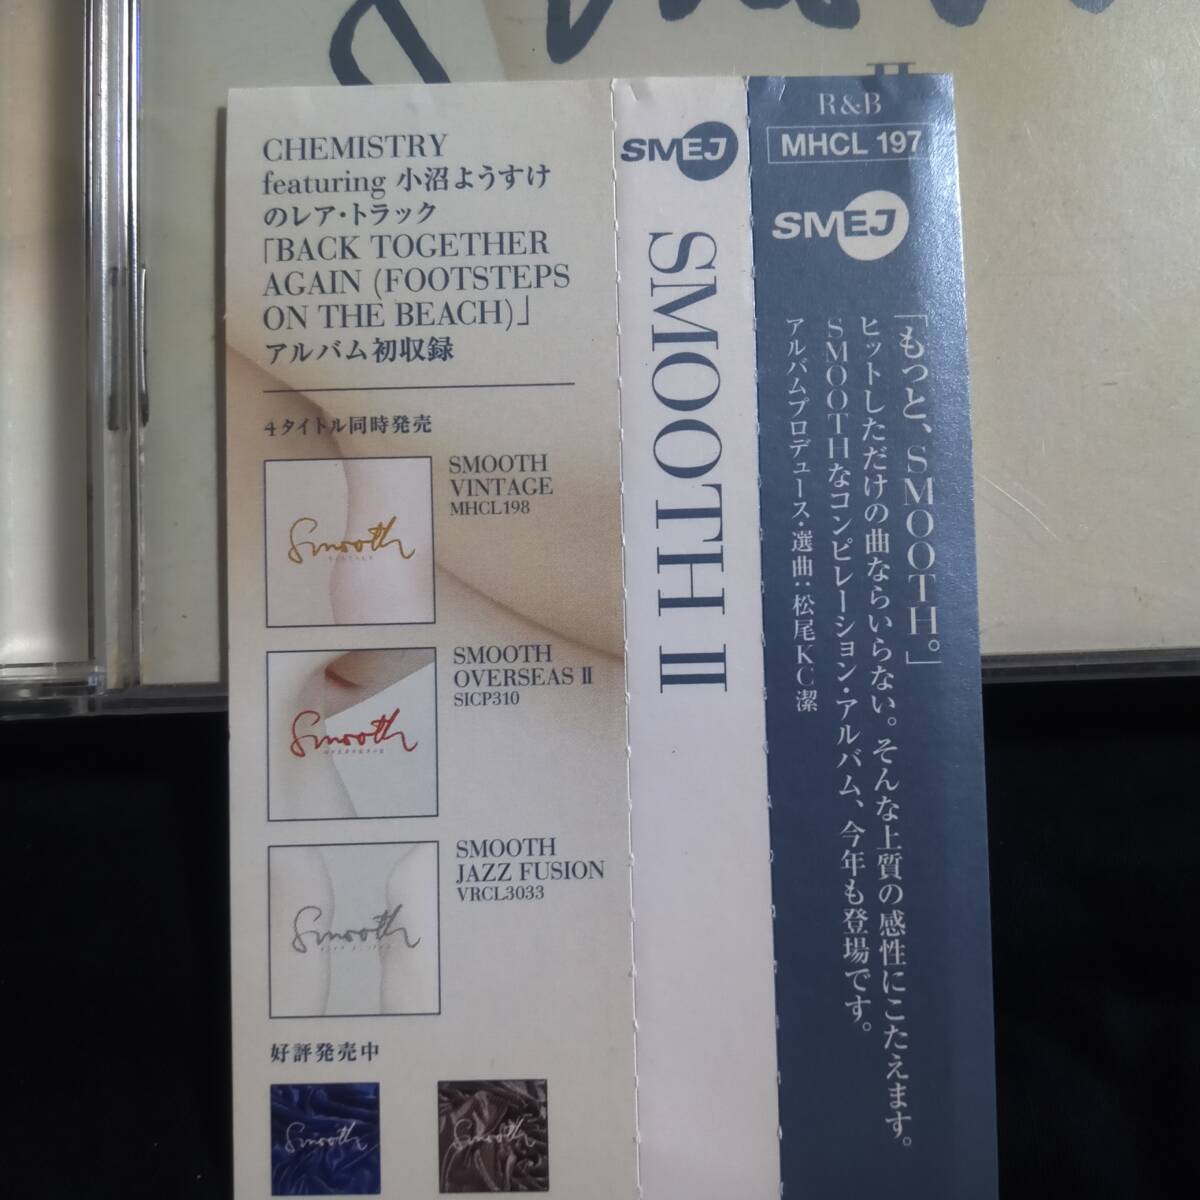 CHEMISTRY
featuring 小沼ようすけ
のレア・トラック
「BACK TOGETHER
AGAIN (FOOTSTEPS
ON THE BEACH)」
アルバム初収録
4タイトル同時発売
Smooth
SMOOTH
VINTAGE
MHCL198
Smooth
SMOOTH
OVERSEAS II
SICP310
Smooth
SMOOTH
JAZZ FUSION
VRCL3033
好評発売中
Smooth
Smooth
SMEJ
SMOOTH II
R&B
MHCL 197
SMEJ
「もっと、SMOOTH。」
ヒットしただけの曲ならいらない。そんな上質の感性にこたえます。
SMOOTHなコンピレーション・アルバム、今年も登場です。
アルバムプロデュース・選曲：松尾KC潔